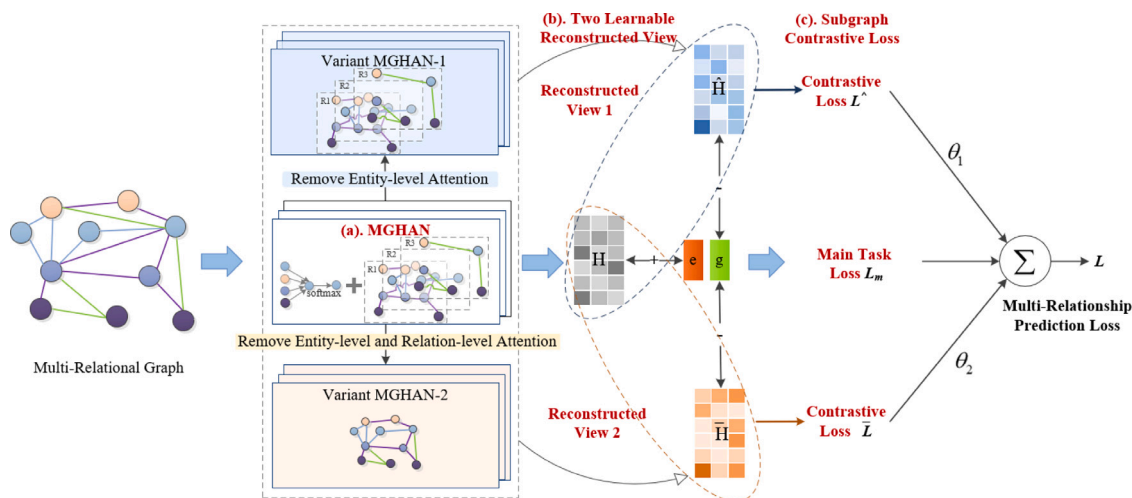 Multi-Relational Graph
Variant MGHAN-1
R3
R2
R1
Remove Entity-level Attention
(a). MGHAN
softmax
+
R3
R2
R1
Remove Entity-level and Relation-level Attention
Variant MGHAN-2
(b). Two Learnable
Reconstructed View
Reconstructed
View 1
Ĥ
H
+
e
g
-
-
H̄
Reconstructed
View 2
(c). Subgraph
Contrastive Loss
Contrastive
Loss L^
Main Task
Loss Lₘ
Contrastive
Loss L̄
θ₁
θ₂
Σ
L
Multi-Relationship
Prediction Loss